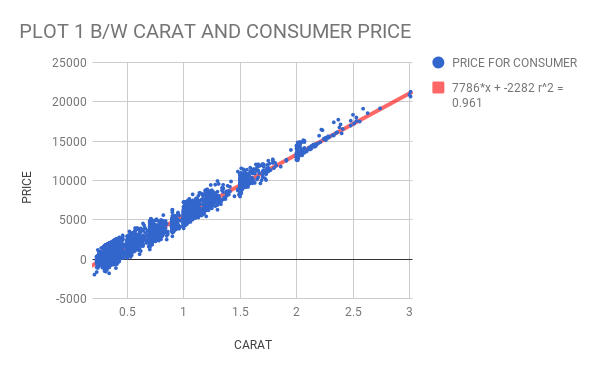 PLOT 1 B/W CARAT AND CONSUMER PRICE
PRICE FOR CONSUMER
7786*x + -2282 r^2 =
0.961
25000
20000
15000
10000
5000
0
-5000
PRICE
0.5
1
1.5
2
2.5
3
CARAT